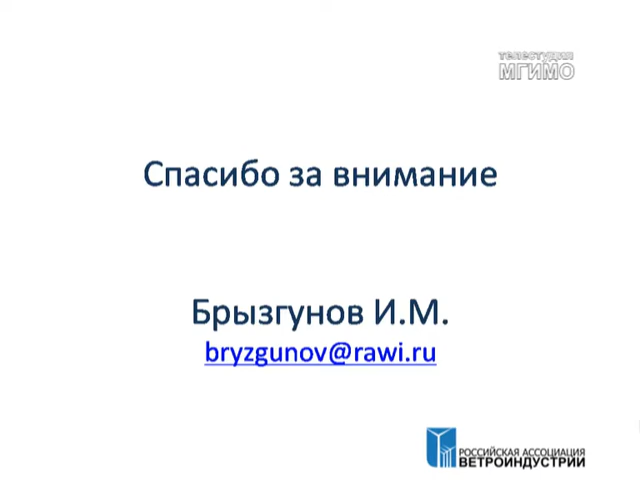 телестудия
МГИМО
Спасибо за внимание
Брызгунов И.М.
bryzgunov@rawi.ru
РОССИЙСКАЯ АССОЦИАЦИЯ
ВЕТРОИНДУСТРИИ